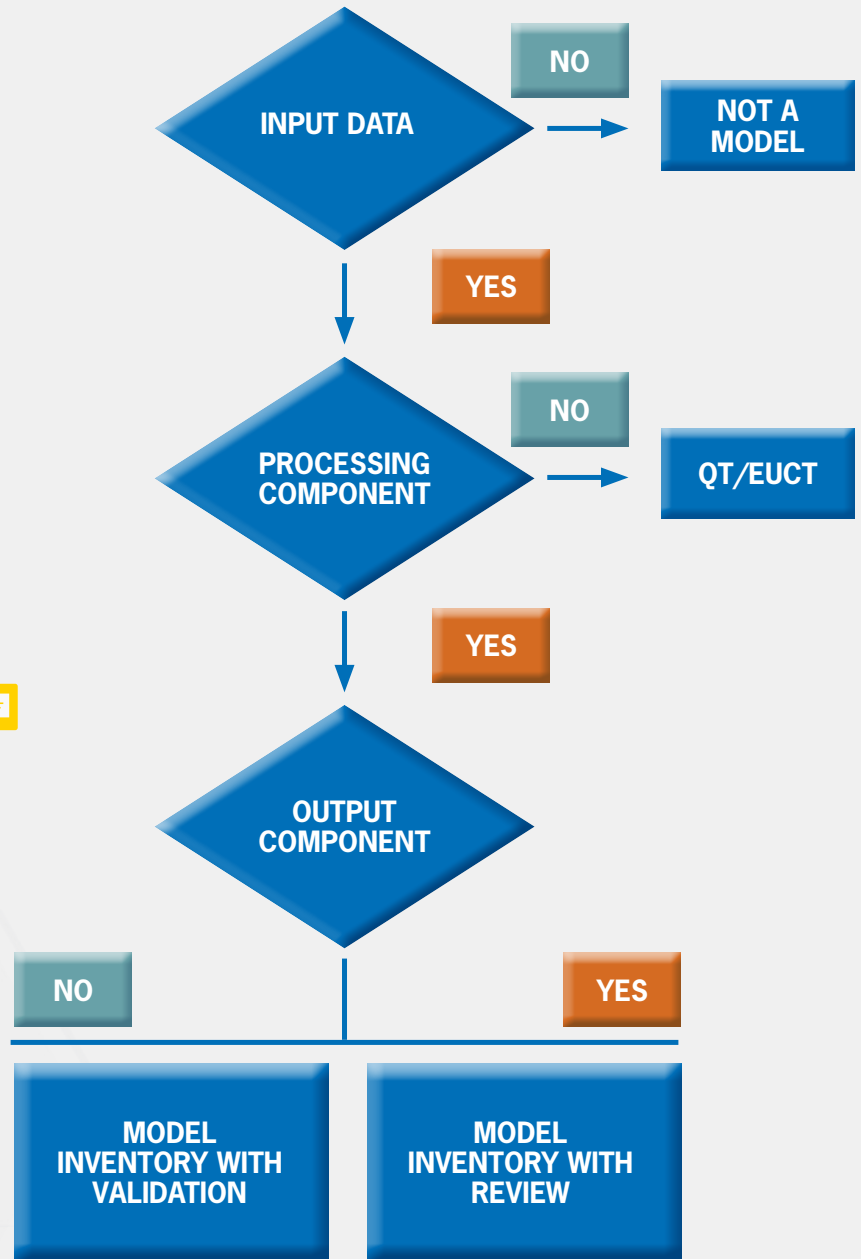 INPUT DATA
NO
NOT A
MODEL
YES
PROCESSING
COMPONENT
NO
QT/EUCT
YES
OUTPUT
COMPONENT
NO
YES
MODEL
INVENTORY WITH
VALIDATION
MODEL
INVENTORY WITH
REVIEW